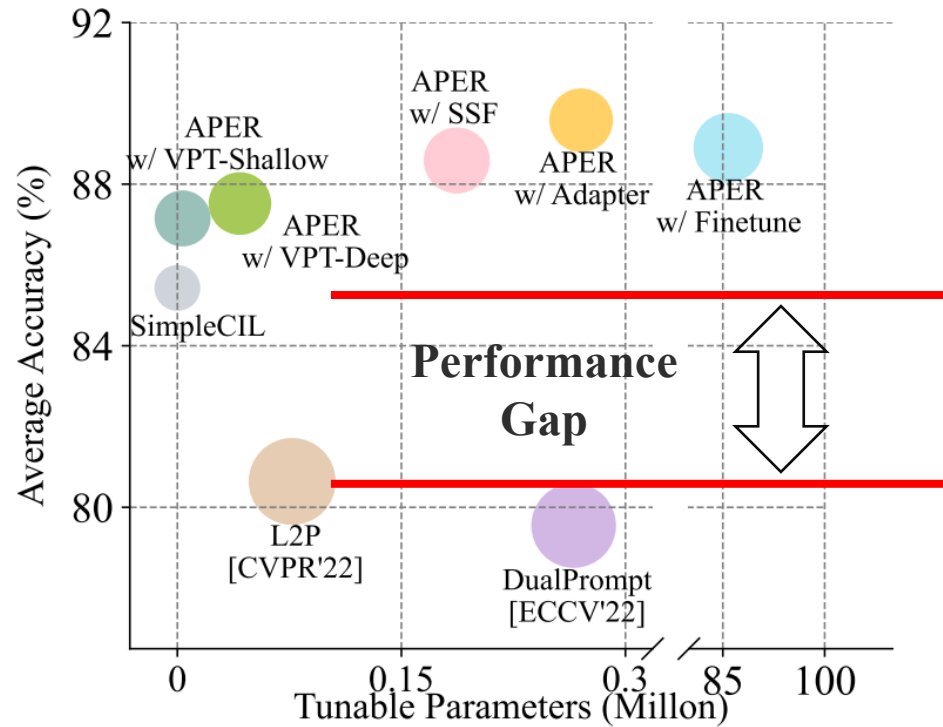 92
88
84
80
Average Accuracy (%)
APER
w/ VPT-Shallow
APER
w/ VPT-Deep
SimpleCIL
APER
w/ SSF
APER
w/ Adapter
APER
w/ Finetune
Performance
Gap
L2P
[CVPR'22]
DualPrompt
[ECCV'22]
0
0.15
0.3
85
100
Tunable Parameters (Millon)